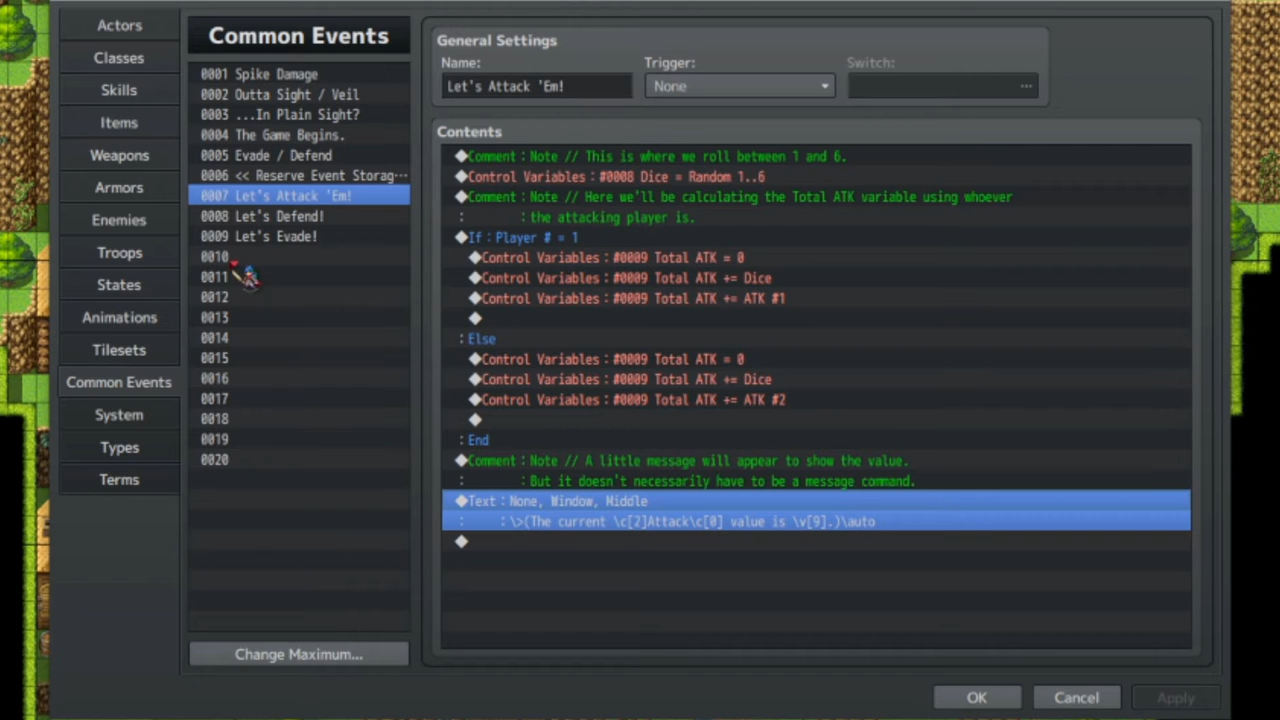 Actors
Classes
Skills
Items
Weapons
Armors
Enemies
Troops
States
Animations
Tilesets
Common Events
System
Types
Terms
Common Events
0001 Spike Damage
0002 Outta Sight / Veil
0003 ...In Plain Sight?
0004 The Game Begins.
0005 Evade / Defend
0006 << Reserve Event Storag…
0007 Let's Attack 'Em!
0008 Let's Defend!
0009 Let's Evade!
0010
0011
0012
0013
0014
0015
0016
0017
0018
0019
0020
Change Maximum...
General Settings
Name: Trigger: Switch:
Let's Attack 'Em! None ...
Contents
◆Comment：Note // This is where we roll between 1 and 6.
◆Control Variables：#0008 Dice = Random 1..6
◆Comment：Note // Here we'll be calculating the Total ATK variable using whoever
：　　　：the attacking player is.
◆If：Player # = 1
◆Control Variables：#0009 Total ATK = 0
◆Control Variables：#0009 Total ATK += Dice
◆Control Variables：#0009 Total ATK += ATK #1
◆
：Else
◆Control Variables：#0009 Total ATK = 0
◆Control Variables：#0009 Total ATK += Dice
◆Control Variables：#0009 Total ATK += ATK #2
◆
：End
◆Comment：Note // A little message will appear to show the value.
：　　　：But it doesn't necessarily have to be a message command.
◆Text：None, Window, Middle
：　　：\>(The current \c[2]Attack\c[0] value is \v[9].)\auto
◆
OK Cancel Apply